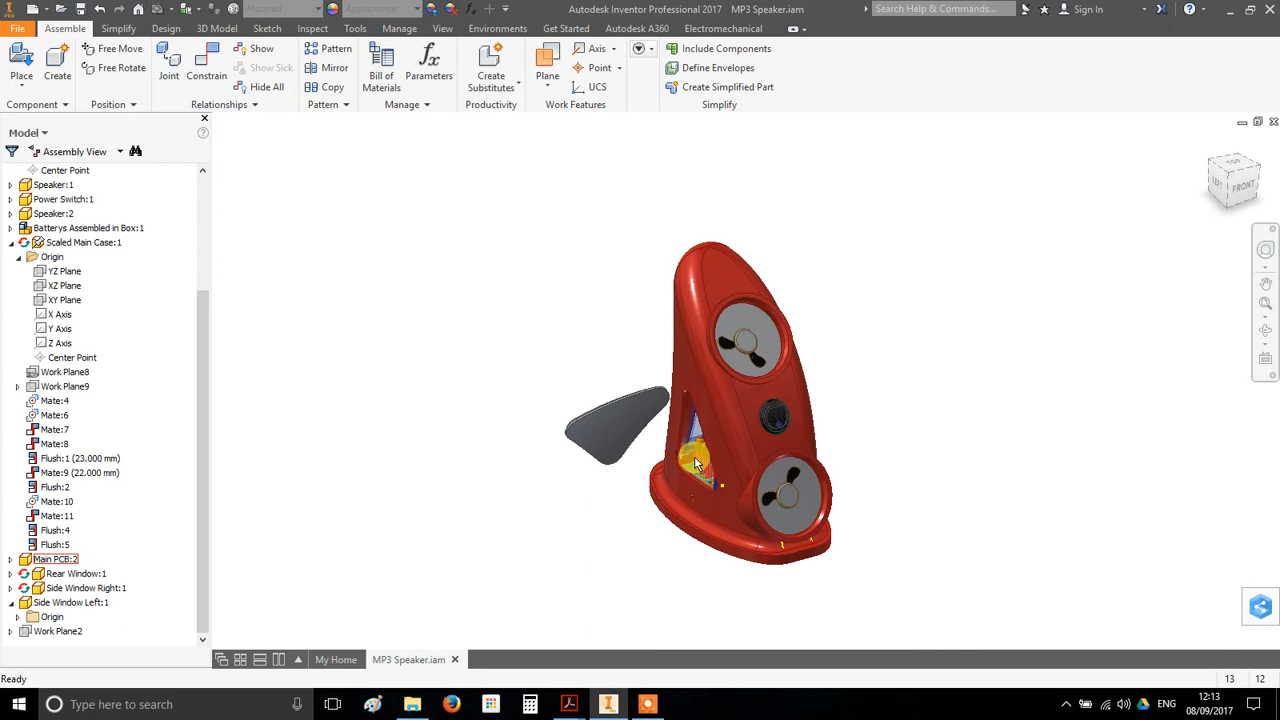 Material
Appearance
Autodesk Inventor Professional 2017 MP3 Speaker.iam
Search Help & Commands...
Sign In
File Assemble Simplify Design 3D Model Sketch Inspect Tools Manage View Environments Get Started Autodesk A360 Electromechanical
Place
Create
Free Move
Free Rotate
Joint
Constrain
Show
Show Sick
Hide All
Pattern
Mirror
Copy
Bill of
Materials
fx
Parameters
Create
Substitutes
Plane
Axis
Point
UCS
Include Components
Define Envelopes
Create Simplified Part
Component Position Relationships Pattern Manage Productivity Work Features Simplify
Model
Assembly View
Center Point
Speaker:1
Power Switch:1
Speaker:2
Batterys Assembled in Box:1
Scaled Main Case:1
Origin
YZ Plane
XZ Plane
XY Plane
X Axis
Y Axis
Z Axis
Center Point
Work Plane8
Work Plane9
Mate:4
Mate:6
Mate:7
Mate:8
Flush:1 (23.000 mm)
Mate:9 (22.000 mm)
Flush:2
Mate:10
Mate:11
Flush:4
Flush:5
Main PCB:2
Rear Window:1
Side Window Right:1
Side Window Left:1
Origin
Work Plane2
TOP
LEFT
FRONT
My Home
MP3 Speaker.iam
Ready
13 12
Type here to search
ENG
12:13
08/09/2017